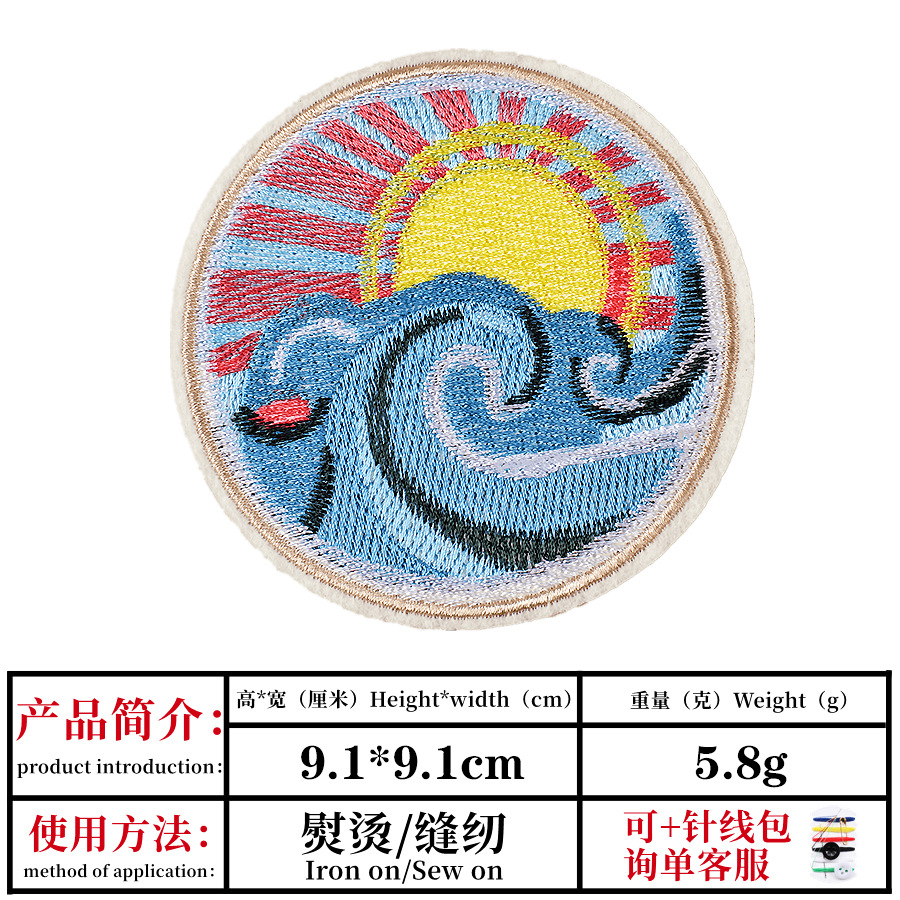 产品简介：
product introduction：
高*宽（厘米）Height*width（cm）
9.1*9.1cm
重量（克）Weight（g）
5.8g
使用方法：
method of application：
熨烫/缝纫
Iron on/Sew on
可+针线包
询单客服